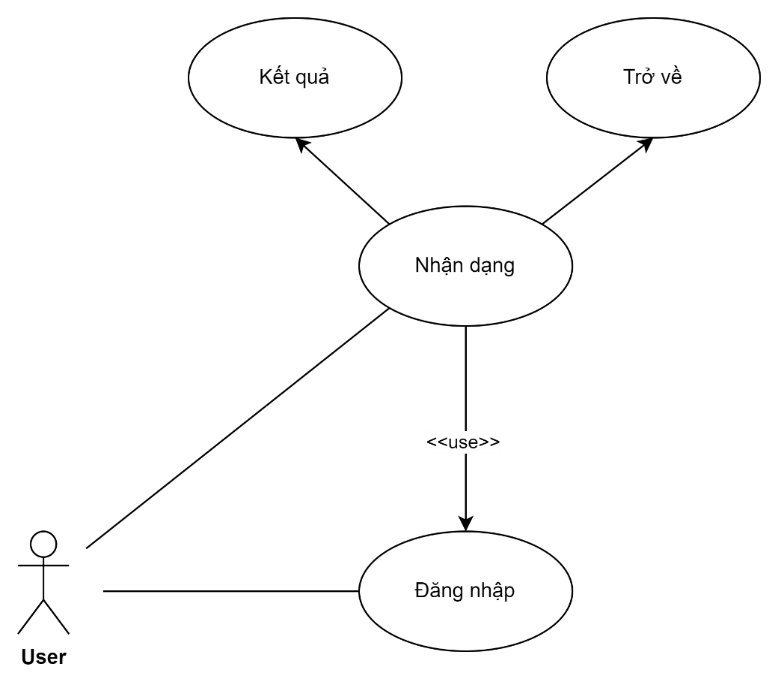 Kết quả
Trở về
Nhận dạng
<<use>>
Đăng nhập
User